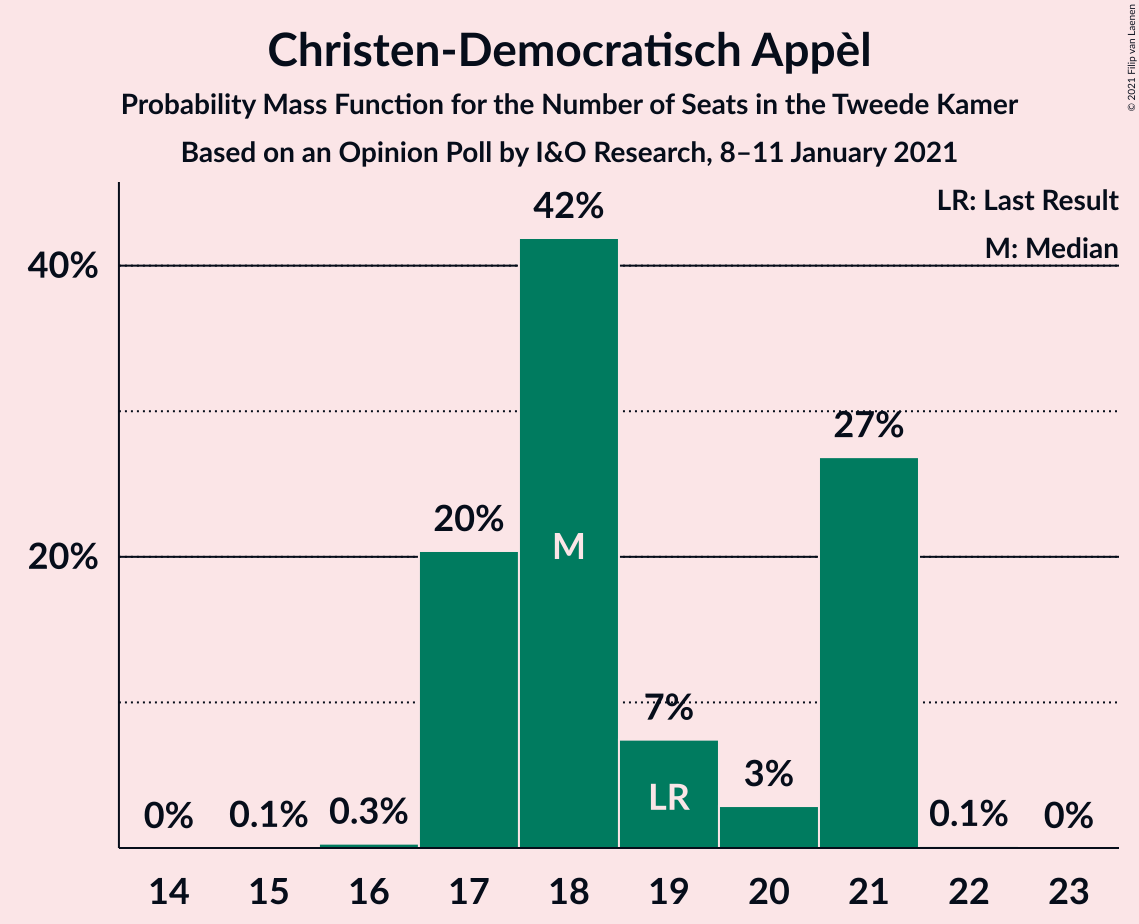 Christen-Democratisch Appèl
Probability Mass Function for the Number of Seats in the Tweede Kamer
Based on an Opinion Poll by I&O Research, 8–11 January 2021
© 2021 Filip van Laenen
LR: Last Result
M: Median
40%
20%
0%
0.1%
0.3%
20%
42%
7%
3%
27%
0.1%
0%
M
LR
14 15 16 17 18 19 20 21 22 23